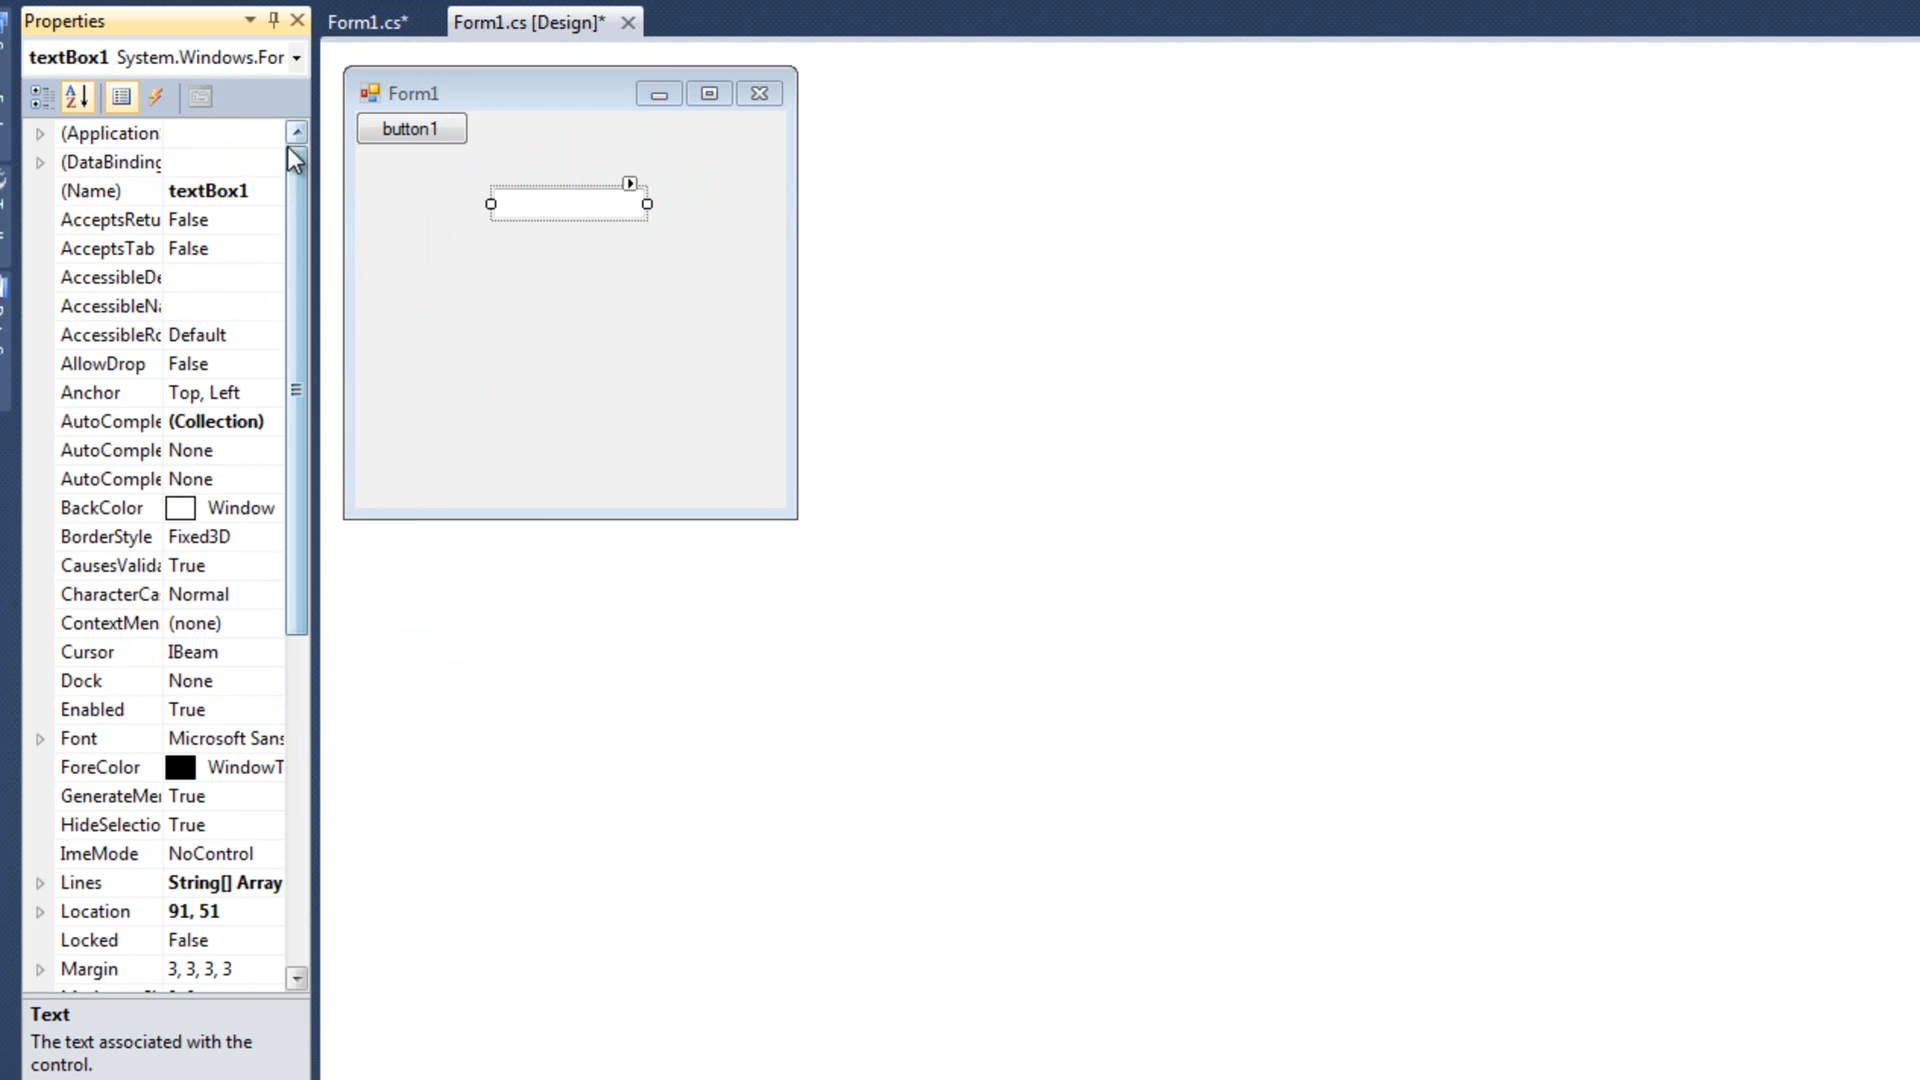 Properties
textBox1 System.Windows.For
(Application
(DataBinding
(Name) textBox1
AcceptsRetu False
AcceptsTab False
AccessibleDe
AccessibleNa
AccessibleRo Default
AllowDrop False
Anchor Top, Left
AutoComple (Collection)
AutoComple None
AutoComple None
BackColor Window
BorderStyle Fixed3D
CausesValida True
CharacterCa Normal
ContextMen (none)
Cursor IBeam
Dock None
Enabled True
Font Microsoft Sans
ForeColor WindowT
GenerateMe True
HideSelectio True
ImeMode NoControl
Lines String[] Array
Location 91, 51
Locked False
Margin 3, 3, 3, 3
Text
The text associated with the
control.
Form1.cs*
Form1.cs [Design]*
Form1
button1